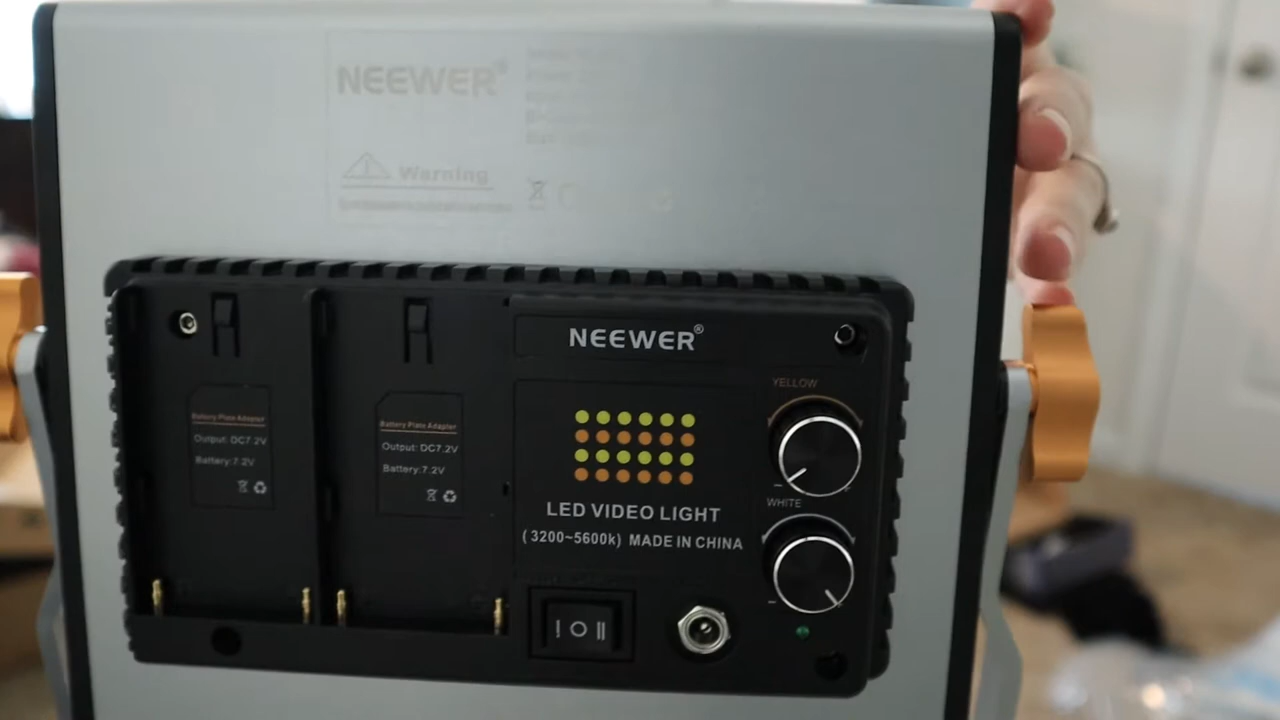 NEEWER®
Warning
NEEWER®
YELLOW
Battery Plate Adapter
Output: DC7.2V
Battery:7.2V
Battery Plate Adapter
Output: DC7.2V
Battery:7.2V
LED VIDEO LIGHT
(3200~5600k) MADE IN CHINA
WHITE
- +
- +
I O II